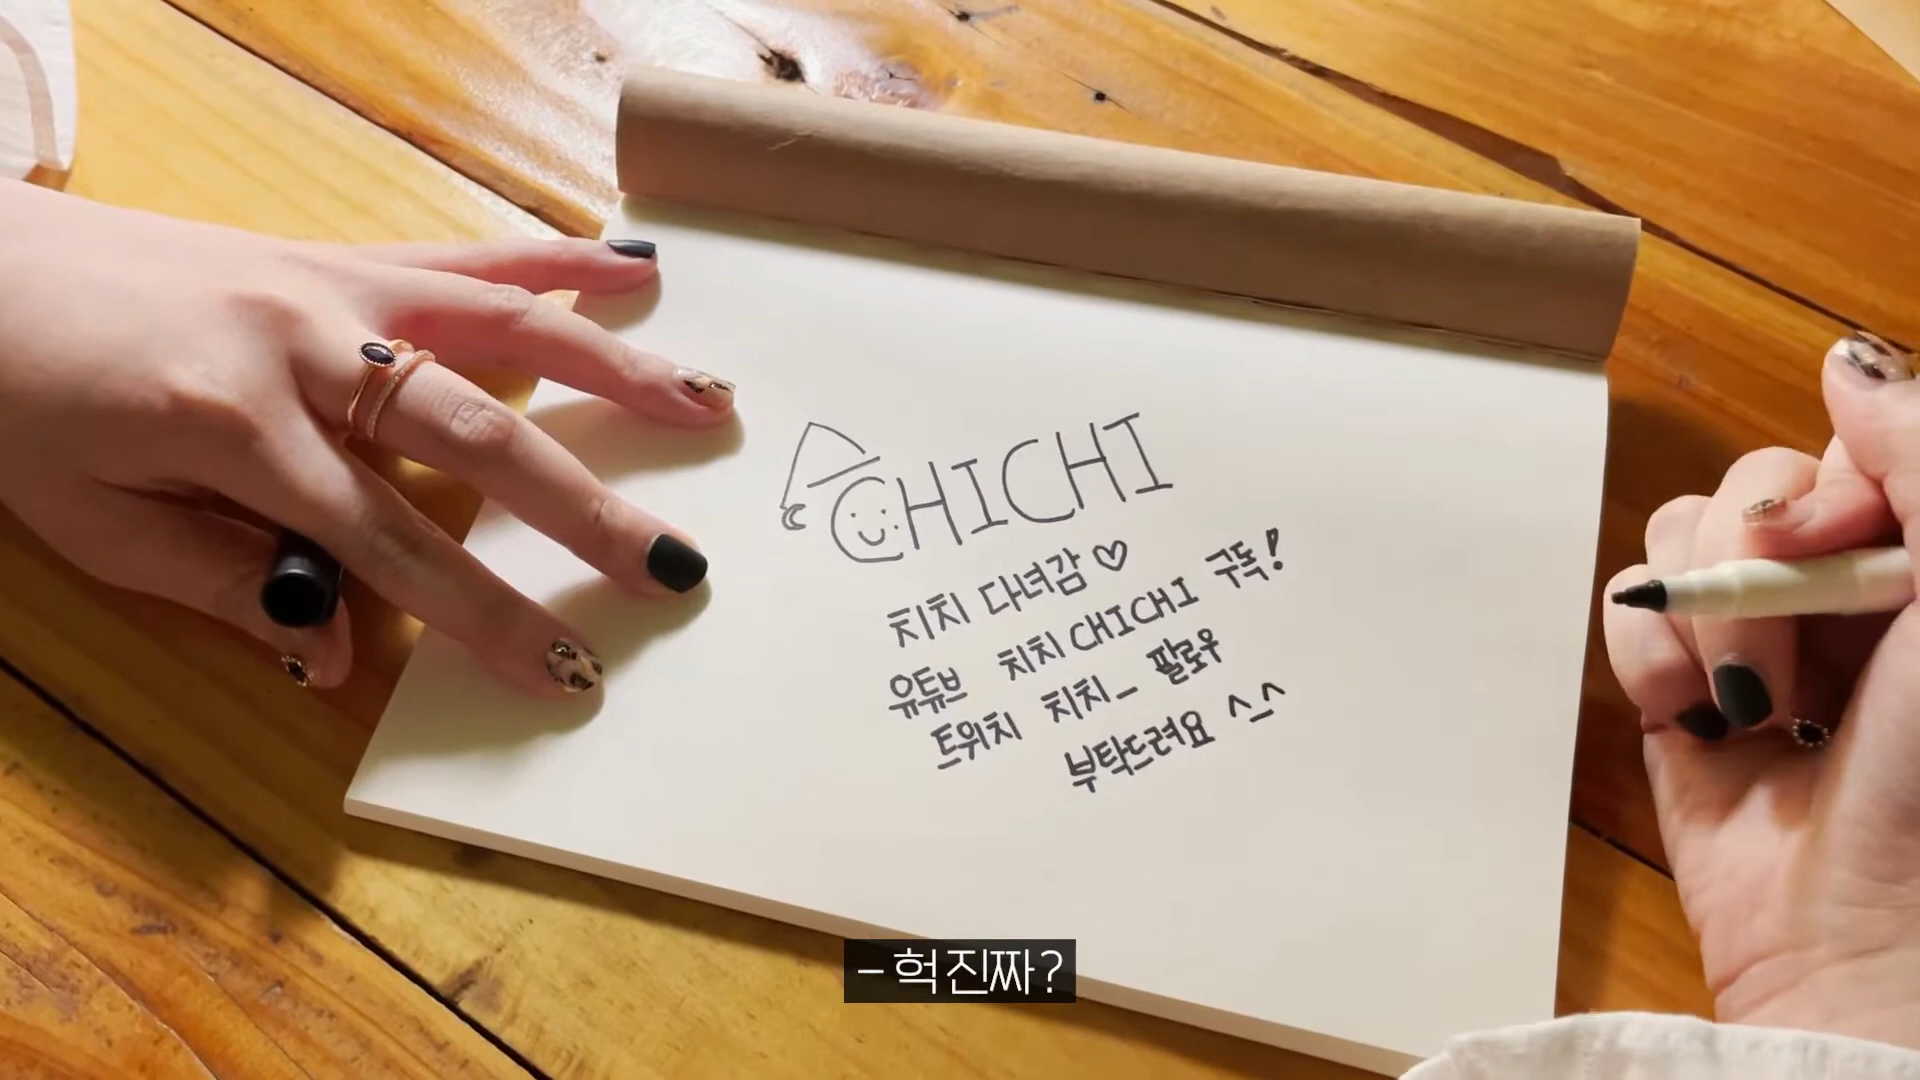 CHICHI
치치 다녀감♡
유튜브 치치 CHICHI 구독!
트위치 치치_ 팔로우
부탁드려요 ^_^
- 헉 진짜?